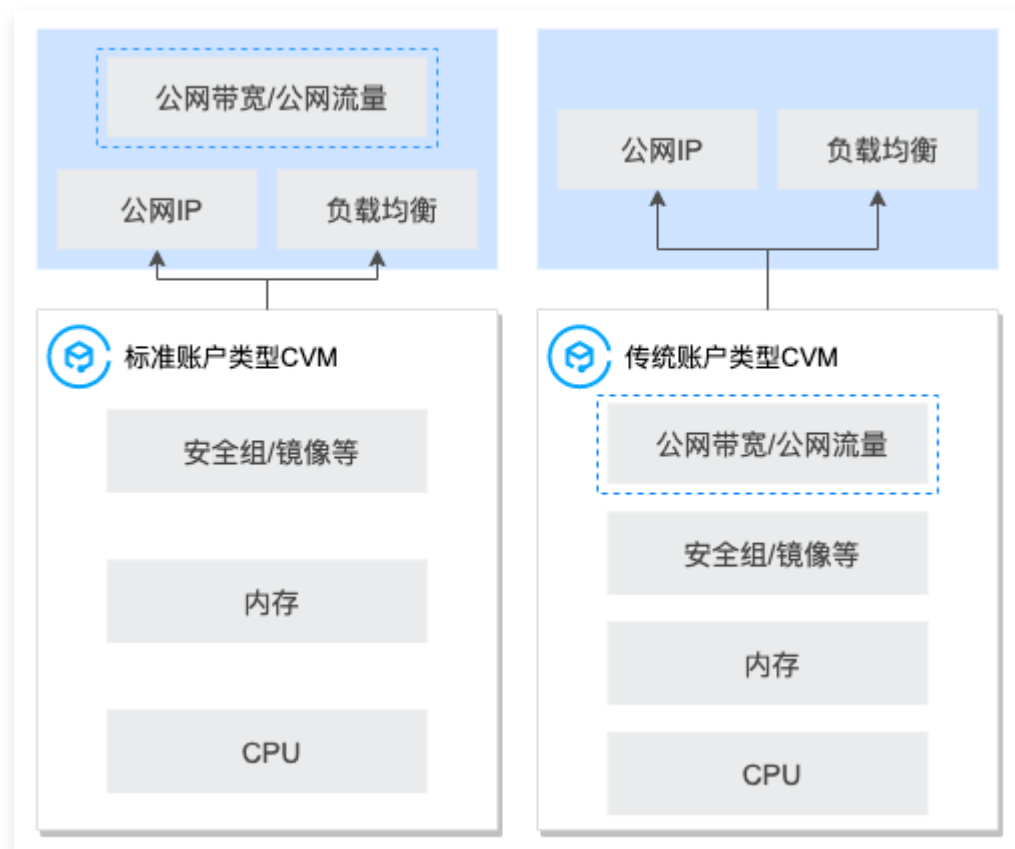 公网带宽/公网流量
公网IP
负载均衡
标准账户类型CVM
安全组/镜像等
内存
CPU
公网IP
负载均衡
传统账户类型CVM
公网带宽/公网流量
安全组/镜像等
内存
CPU